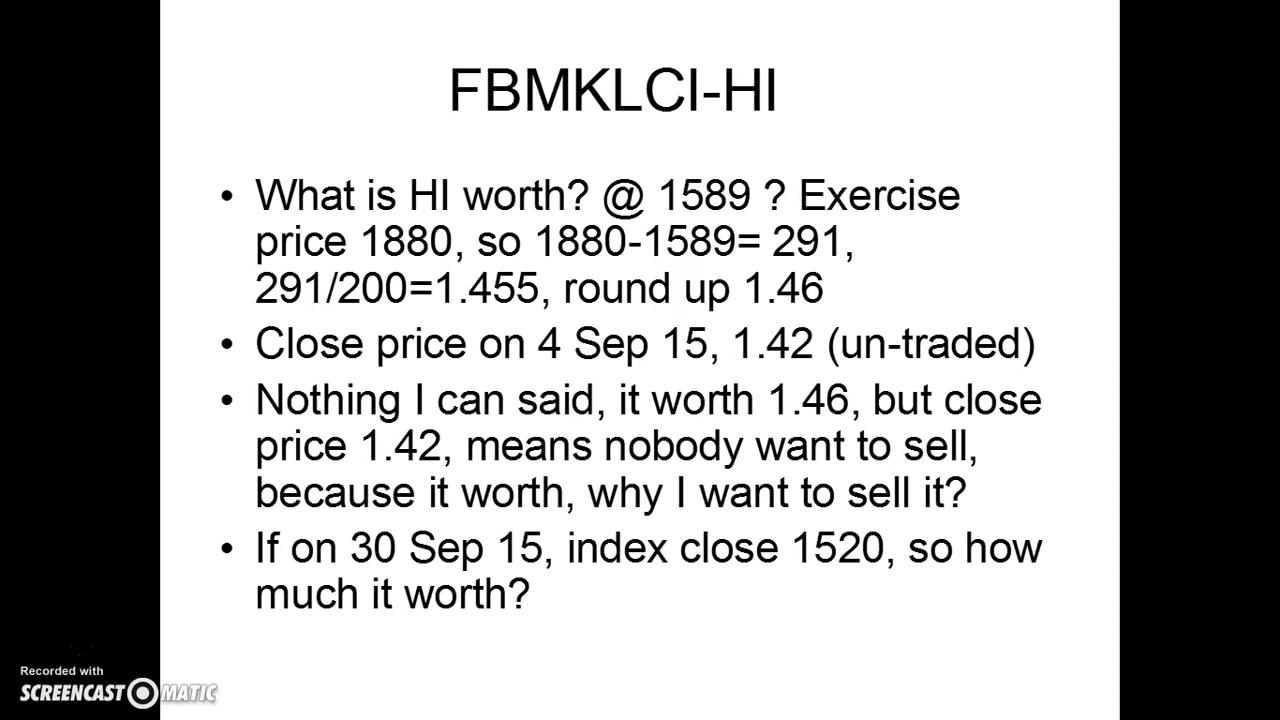 FBMKLCI-HI
• What is HI worth? @ 1589 ? Exercise
price 1880, so 1880-1589= 291,
291/200=1.455, round up 1.46
• Close price on 4 Sep 15, 1.42 (un-traded)
• Nothing I can said, it worth 1.46, but close
price 1.42, means nobody want to sell,
because it worth, why I want to sell it?
• If on 30 Sep 15, index close 1520, so how
much it worth?
Recorded with
SCREENCAST MATIC